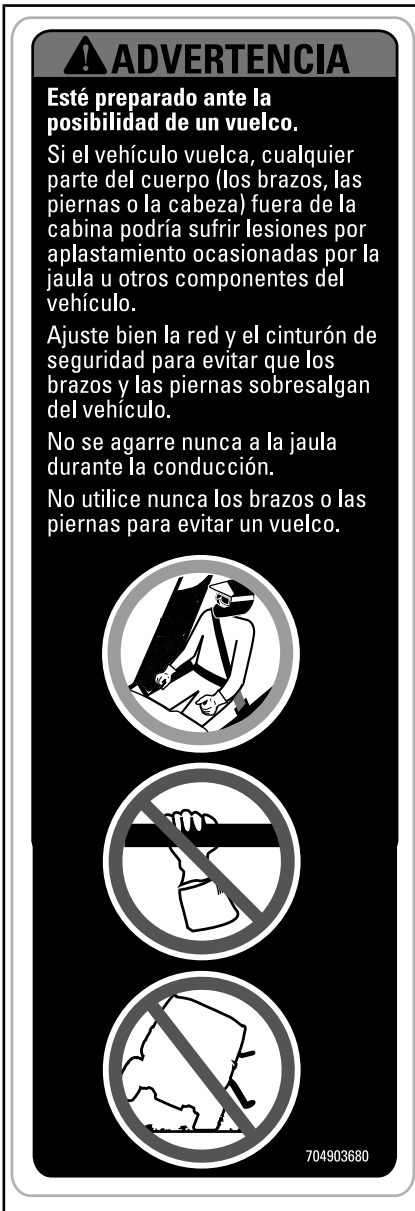 ADVERTENCIA
Esté preparado ante la
posibilidad de un vuelco.
Si el vehículo vuelca, cualquier
parte del cuerpo (los brazos, las
piernas o la cabeza) fuera de la
cabina podría sufrir lesiones por
aplastamiento ocasionadas por la
jaula u otros componentes del
vehículo.
Ajuste bien la red y el cinturón de
seguridad para evitar que los
brazos y las piernas sobresalgan
del vehículo.
No se agarre nunca a la jaula
durante la conducción.
No utilice nunca los brazos o las
piernas para evitar un vuelco.
704903680